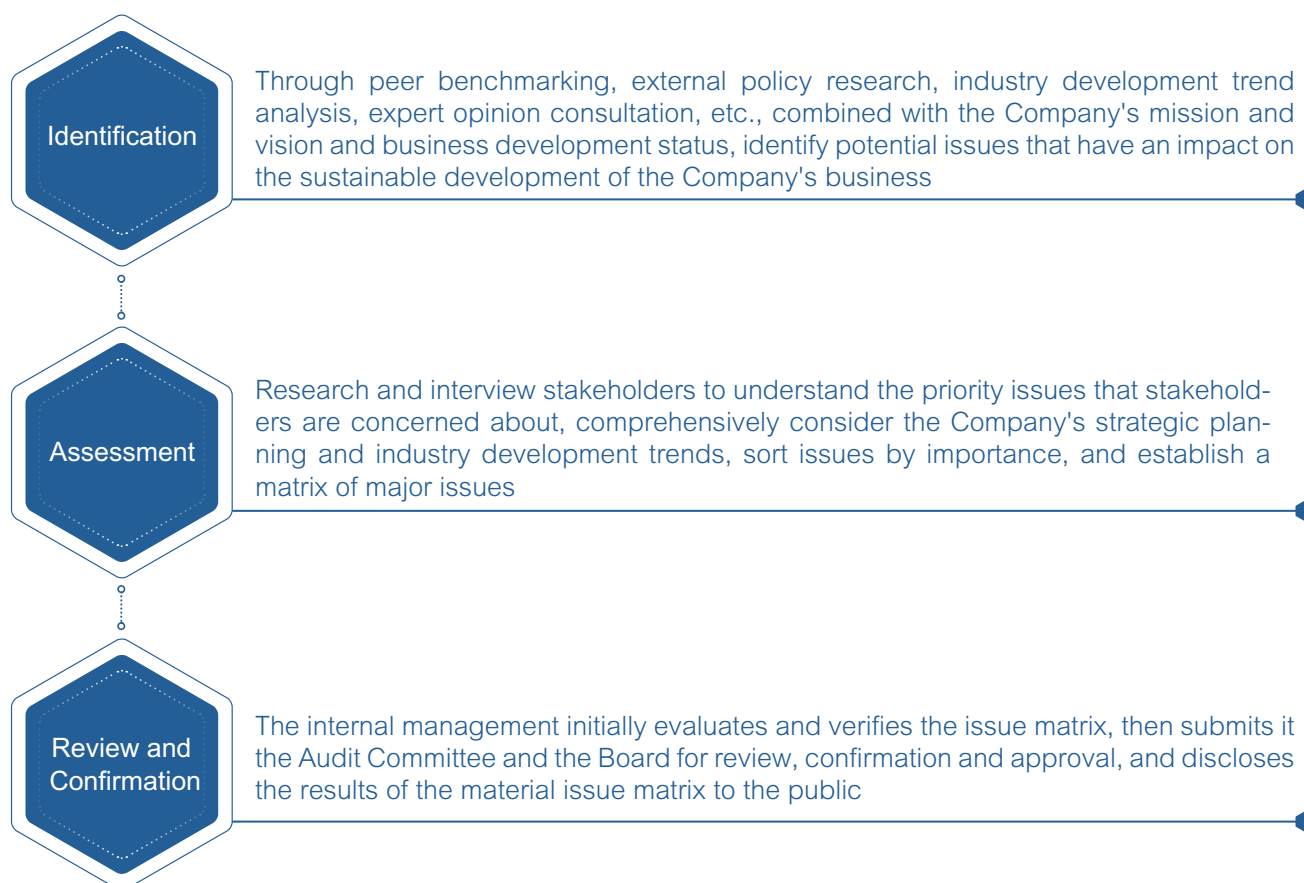 Identification
Through peer benchmarking, external policy research, industry development trend
analysis, expert opinion consultation, etc., combined with the Company's mission and
vision and business development status, identify potential issues that have an impact on
the sustainable development of the Company's business
Assessment
Research and interview stakeholders to understand the priority issues that stakehold-
ers are concerned about, comprehensively consider the Company's strategic plan-
ning and industry development trends, sort issues by importance, and establish a
matrix of major issues
Review and
Confirmation
The internal management initially evaluates and verifies the issue matrix, then submits it
the Audit Committee and the Board for review, confirmation and approval, and discloses
the results of the material issue matrix to the public